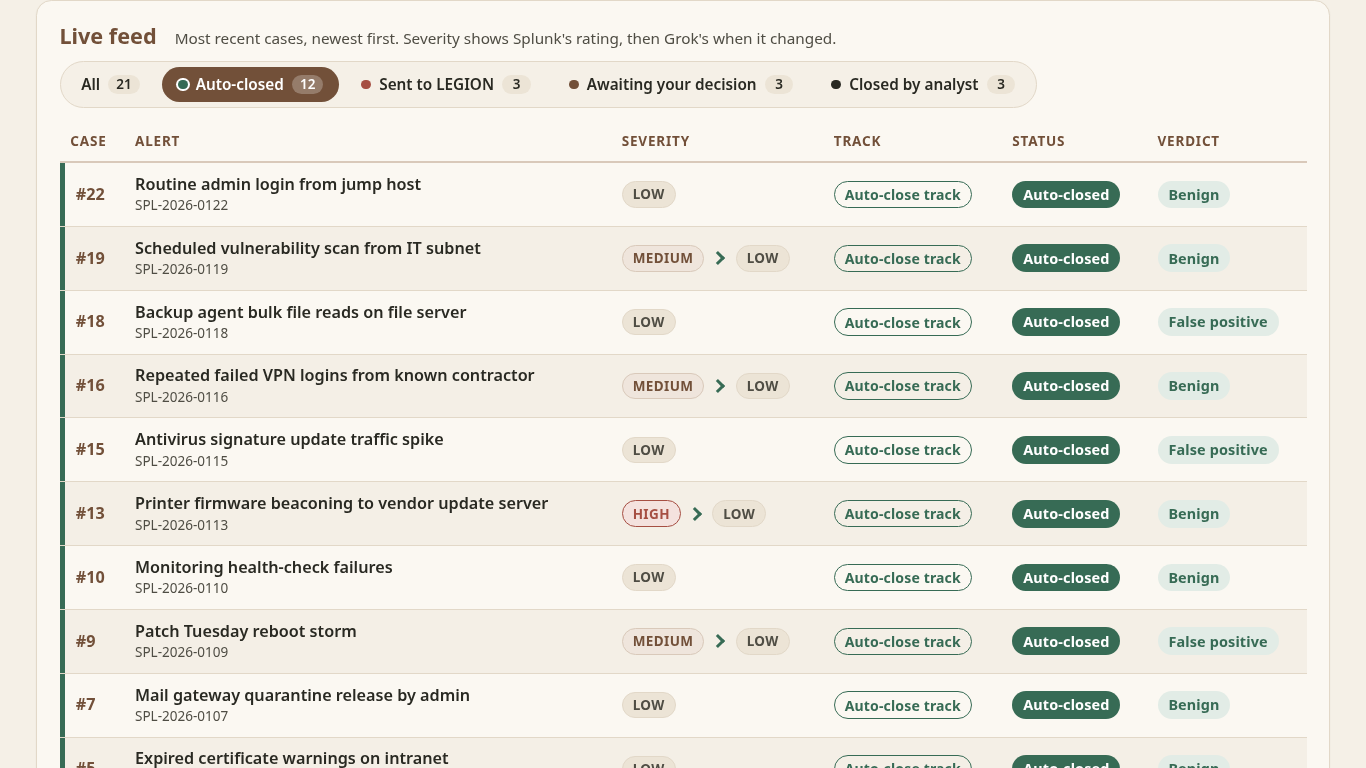 Live feed Most recent cases, newest first. Severity shows Splunk's rating, then Grok's when it changed.
All 21 Auto-closed 12 Sent to LEGION 3 Awaiting your decision 3 Closed by analyst 3
CASE ALERT SEVERITY TRACK STATUS VERDICT
#22 Routine admin login from jump host LOW Auto-close track Auto-closed Benign
SPL-2026-0122
#19 Scheduled vulnerability scan from IT subnet MEDIUM LOW Auto-close track Auto-closed Benign
SPL-2026-0119
#18 Backup agent bulk file reads on file server LOW Auto-close track Auto-closed False positive
SPL-2026-0118
#16 Repeated failed VPN logins from known contractor MEDIUM LOW Auto-close track Auto-closed Benign
SPL-2026-0116
#15 Antivirus signature update traffic spike LOW Auto-close track Auto-closed False positive
SPL-2026-0115
#13 Printer firmware beaconing to vendor update server HIGH LOW Auto-close track Auto-closed Benign
SPL-2026-0113
#10 Monitoring health-check failures LOW Auto-close track Auto-closed Benign
SPL-2026-0110
#9 Patch Tuesday reboot storm MEDIUM LOW Auto-close track Auto-closed False positive
SPL-2026-0109
#7 Mail gateway quarantine release by admin LOW Auto-close track Auto-closed Benign
SPL-2026-0107
Expired certificate warnings on intranet LOW Auto-close track Auto-closed Benign